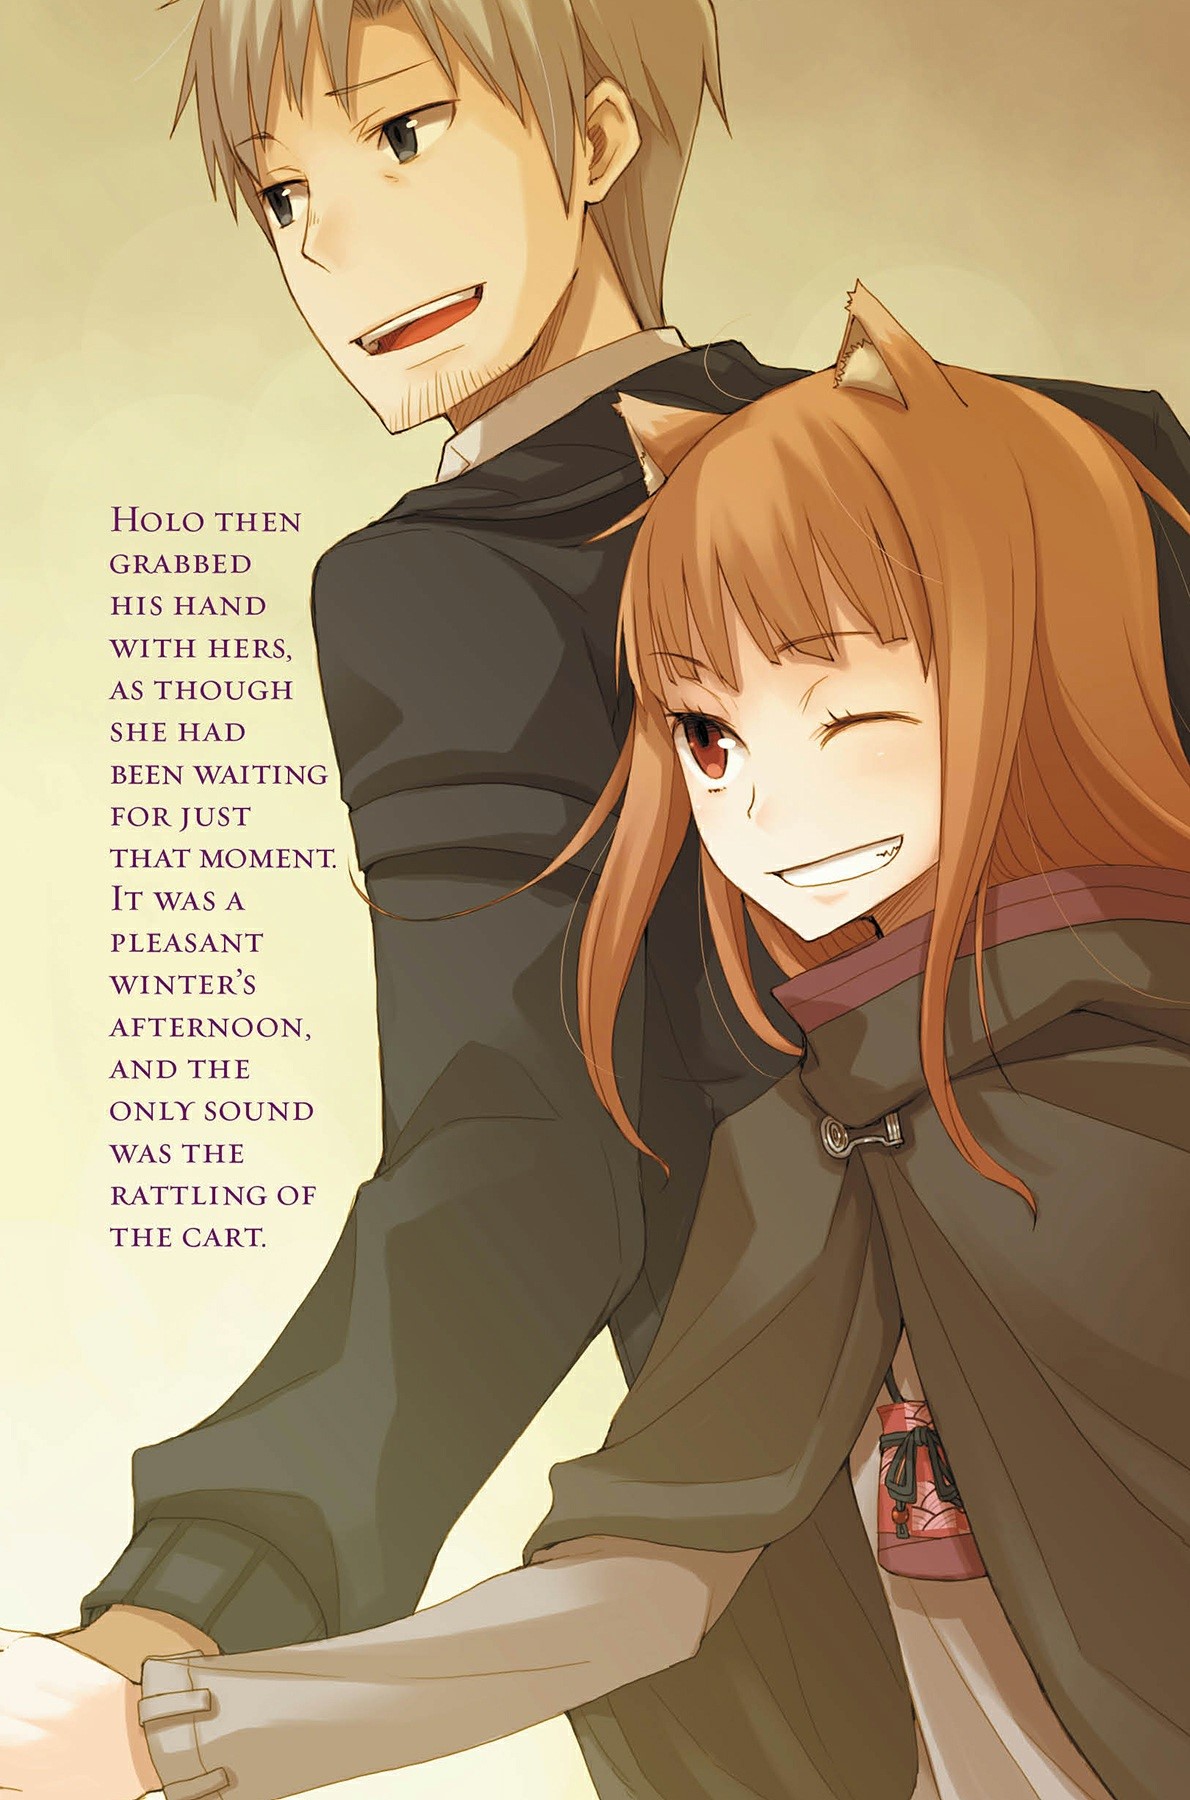 Holo then
grabbed
his hand
with hers,
as though
she had
been waiting
for just
that moment.
It was a
pleasant
winter's
afternoon,
and the
only sound
was the
rattling of
the cart.